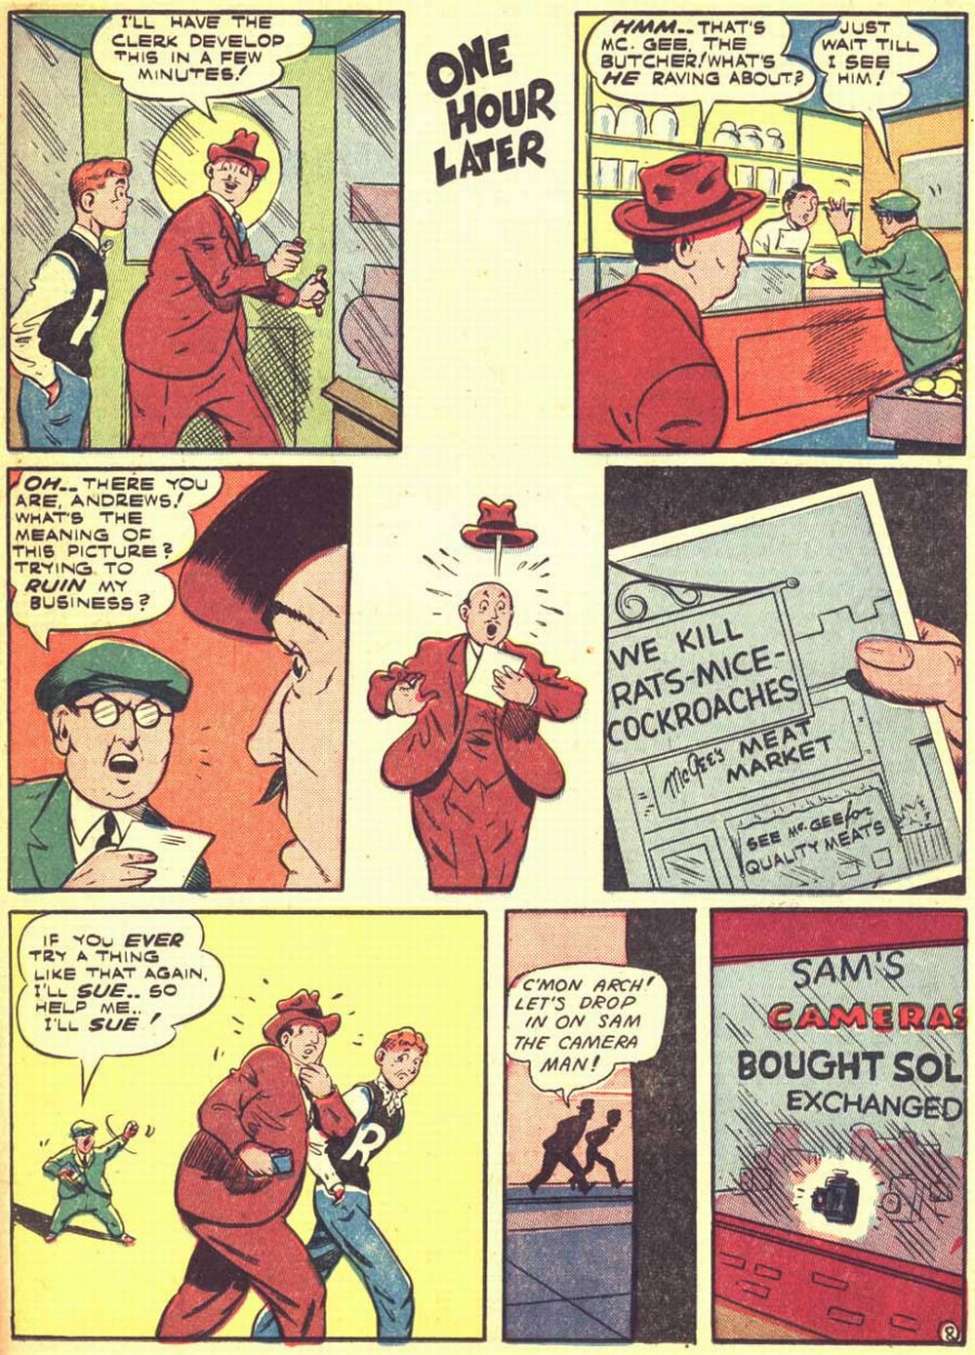 I'LL HAVE THE
CLERK DEVELOP
THIS IN A FEW
MINUTES!
ONE
HOUR
LATER
HMM-- THAT'S
MC. GEE, THE
BUTCHER! WHAT'S
HE RAVING ABOUT?
JUST
WAIT TILL
I SEE
HIM!
OH-- THERE YOU
ARE, ANDREWS!
WHAT'S THE
MEANING OF
THIS PICTURE?
TRYING TO
RUIN MY
BUSINESS?
WE KILL
RATS-MICE-
COCKROACHES
McGEE'S MEAT
MARKET
SEE Mc.GEE for
QUALITY MEATS
IF YOU EVER
TRY A THING
LIKE THAT AGAIN,
I'LL SUE.. SO
HELP ME..
I'LL SUE!
R
C'MON ARCH!
LET'S DROP
IN ON SAM
THE CAMERA
MAN!
SAM'S
CAMERAS
BOUGHT SOL
EXCHANGED
8